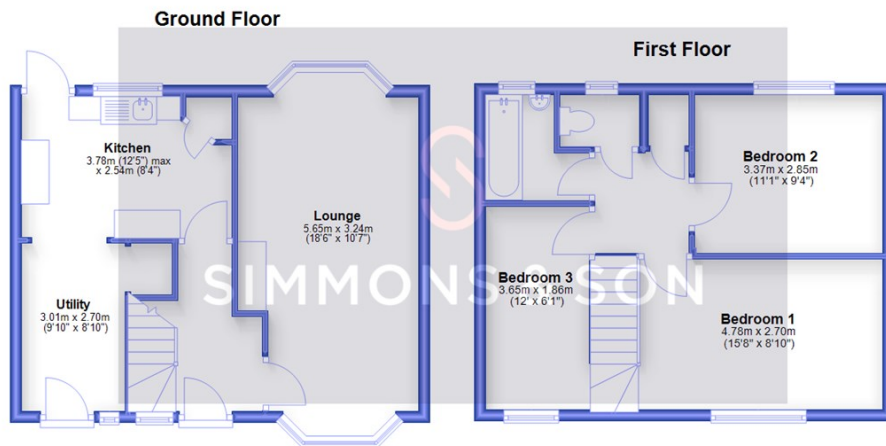 Ground Floor
First Floor
Kitchen
3.78m (12'5") max
x 2.54m (8'4")
Lounge
5.65m x 3.24m
(18'6" x 10'7")
Bedroom 2
3.37m x 2.85m
(11'1" x 9'4")
Utility
3.01m x 2.70m
(9'10" x 8'10")
Bedroom 3
3.65m x 1.86m
(12' x 6'1")
Bedroom 1
4.78m x 2.70m
(15'8" x 8'10")
SIMMONS & SON